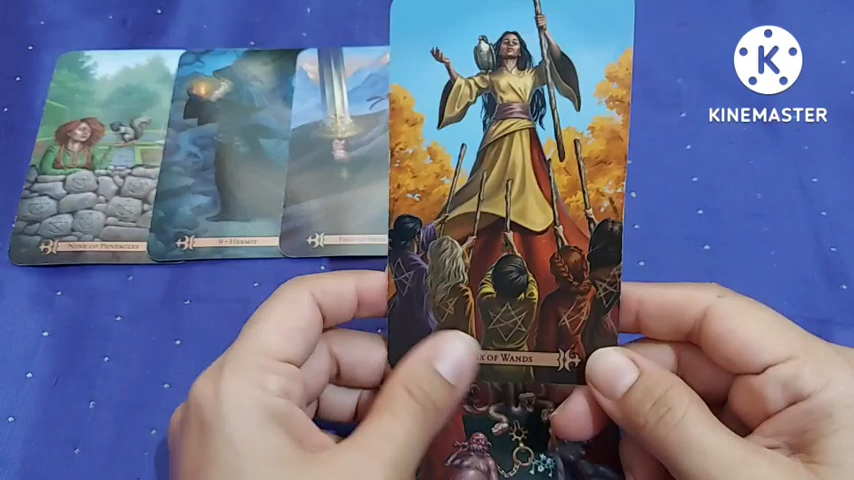 K
KINEMASTER
NINE OF PENTACLES
9 • HERMIT
OF WANDS